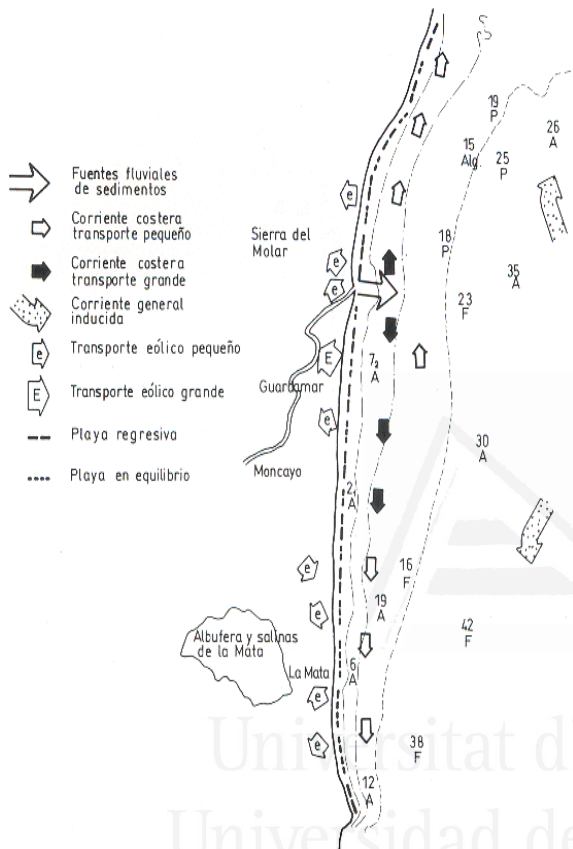 Fuentes fluviales
de sedimentos
Corriente costera
transporte pequeño
Corriente costera
transporte grande
Corriente general
inducida
e
Transporte eólico pequeño
E
Transporte eólico grande
Playa regresiva
Playa en equilibrio
19
P
26
A
15
Alg.
25
P
e
Sierra del
Molar
18
P
e
35
A
e
23
F
E
7,
A
Guardamar
e
30
A
Moncayo
2,
A
e
16
F
19
A
e
42
F
Albufera y salinas
de la Mata
La Mata
6
A
e
e
38
F
12
A
Universitat d
Universidad de